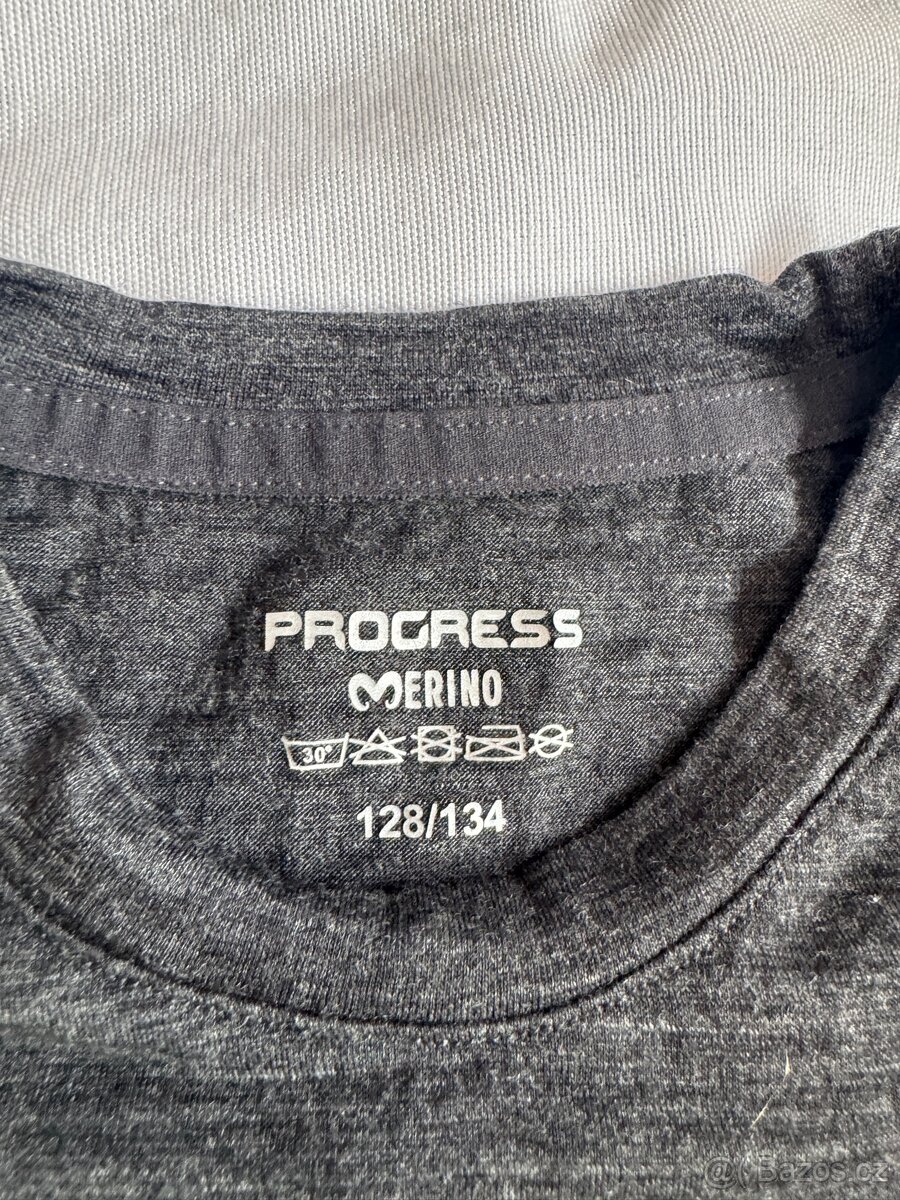 PROGRESS
MERINO
30°
128/134
@ Bazos.cz